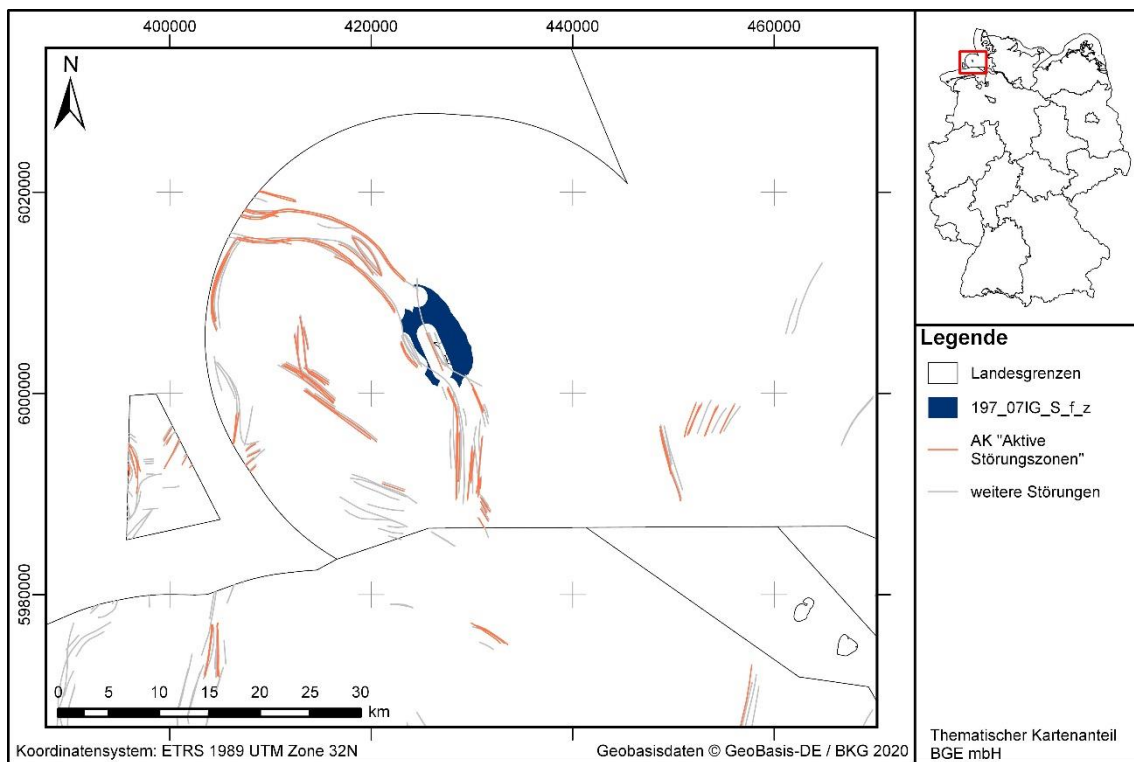 400000 420000 440000 460000
N
6020000
6000000
5980000
0 5 10 15 20 25 30
km
Koordinatensystem: ETRS 1989 UTM Zone 32N
Geobasisdaten © GeoBasis-DE / BKG 2020
Legende
Landesgrenzen
197_07IG_S_f_z
AK "Aktive
Störungszonen"
weitere Störungen
Thematischer Kartenanteil
BGE mbH